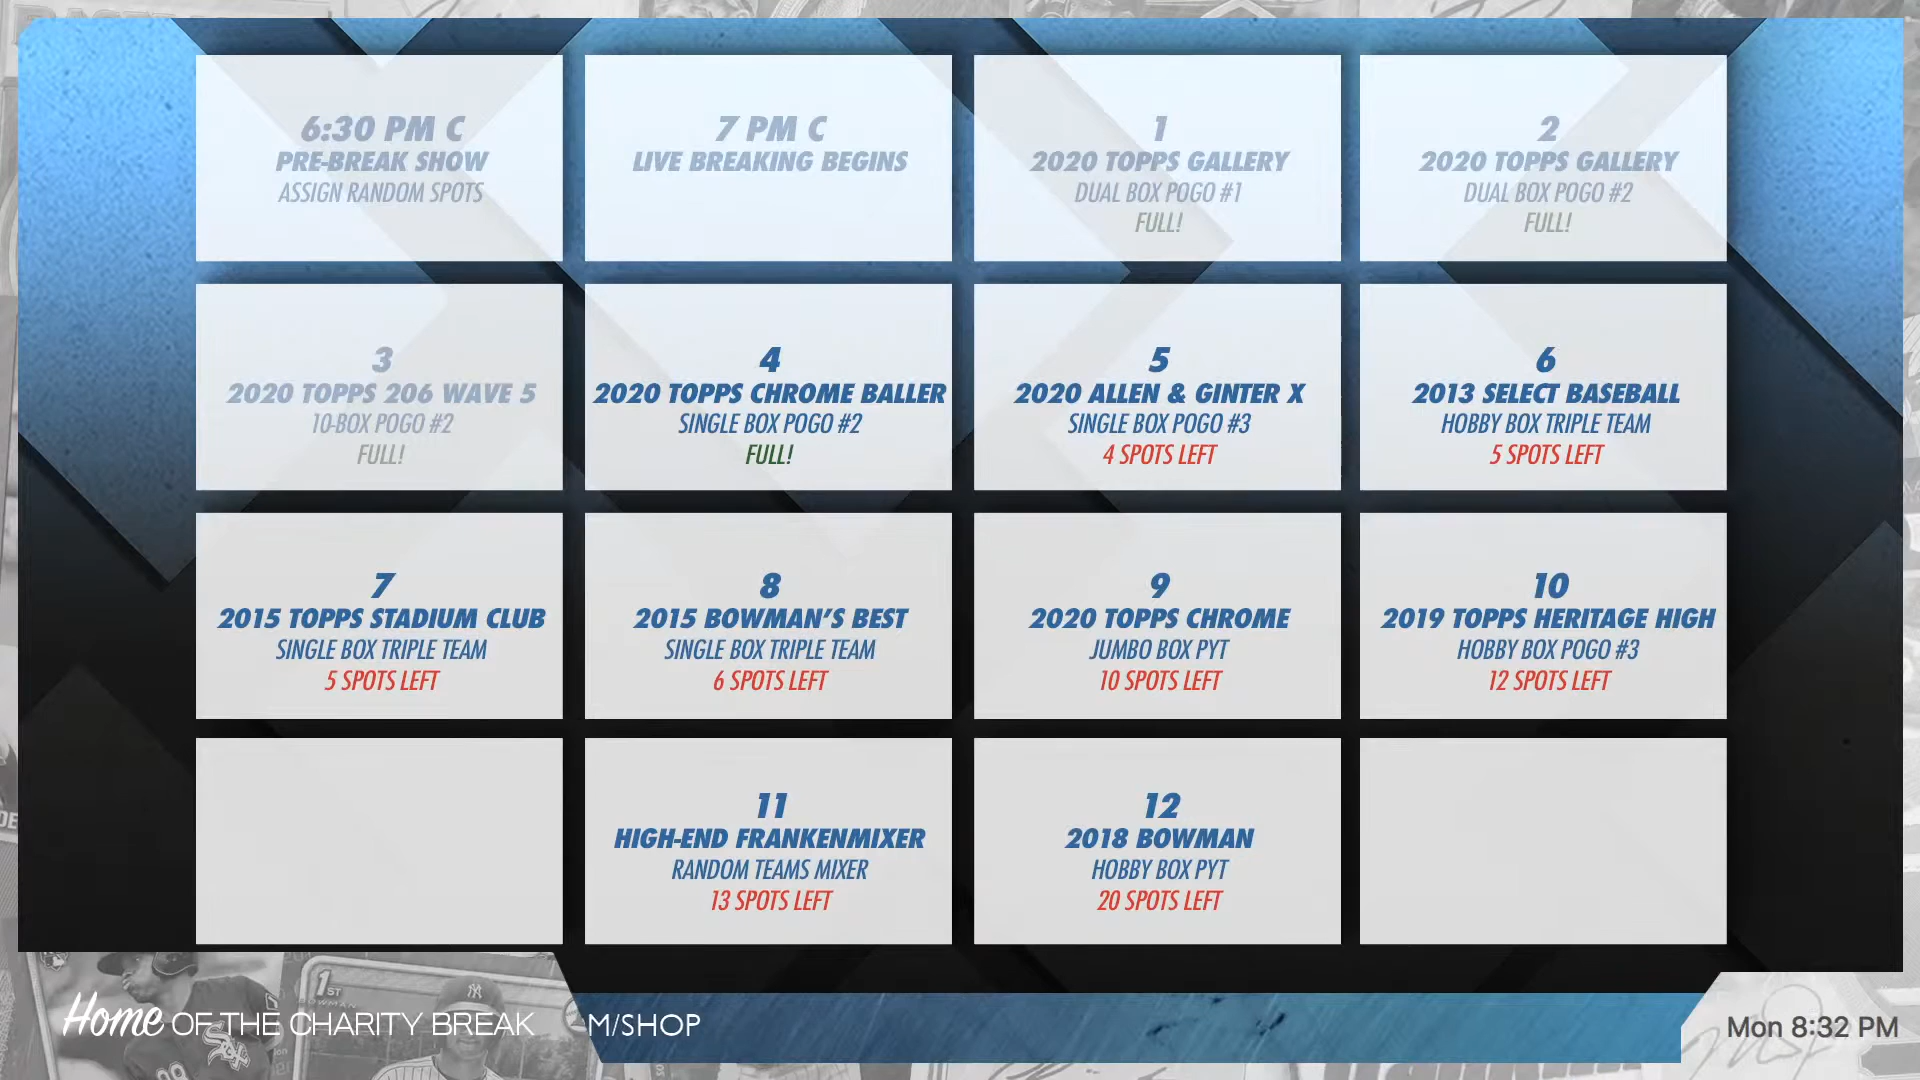 6:30 PM C
PRE-BREAK SHOW
ASSIGN RANDOM SPOTS
7 PM C
LIVE BREAKING BEGINS
1
2020 TOPPS GALLERY
DUAL BOX POGO #1
FULL!
2
2020 TOPPS GALLERY
DUAL BOX POGO #2
FULL!
3
2020 TOPPS 206 WAVE 5
10-BOX POGO #2
FULL!
4
2020 TOPPS CHROME BALLER
SINGLE BOX POGO #2
FULL!
5
2020 ALLEN & GINTER X
SINGLE BOX POGO #3
4 SPOTS LEFT
6
2013 SELECT BASEBALL
HOBBY BOX TRIPLE TEAM
5 SPOTS LEFT
7
2015 TOPPS STADIUM CLUB
SINGLE BOX TRIPLE TEAM
5 SPOTS LEFT
8
2015 BOWMAN'S BEST
SINGLE BOX TRIPLE TEAM
6 SPOTS LEFT
9
2020 TOPPS CHROME
JUMBO BOX PYT
10 SPOTS LEFT
10
2019 TOPPS HERITAGE HIGH
HOBBY BOX POGO #3
12 SPOTS LEFT
11
HIGH-END FRANKENMIXER
RANDOM TEAMS MIXER
13 SPOTS LEFT
12
2018 BOWMAN
HOBBY BOX PYT
20 SPOTS LEFT
1ST
BOWMAN
Home OF THE CHARITY BREAK
M/SHOP
Mon 8:32 PM